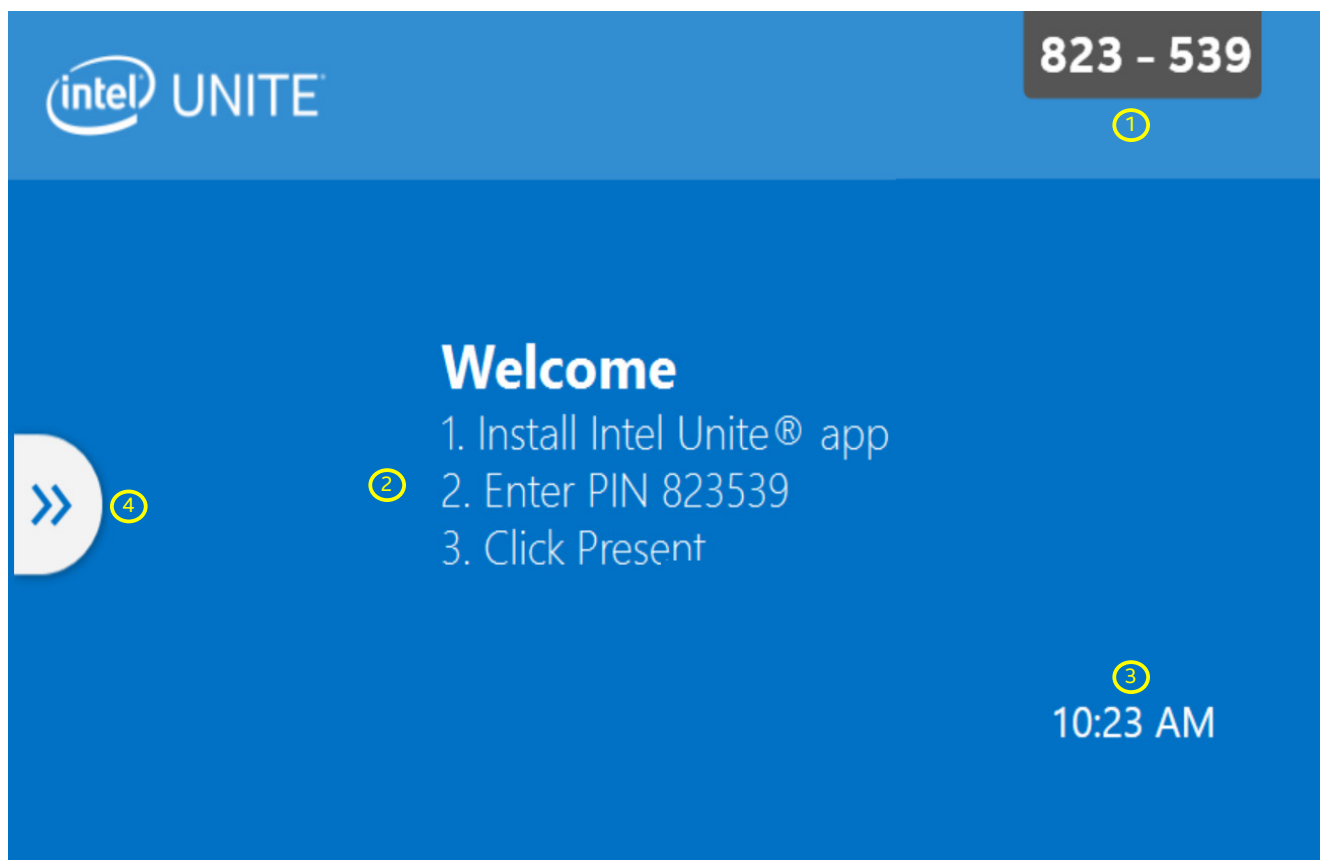 intel UNITE
823 - 539
1
Welcome
1. Install Intel Unite® app
2
2. Enter PIN 823539
4
3. Click Present
3
10:23 AM